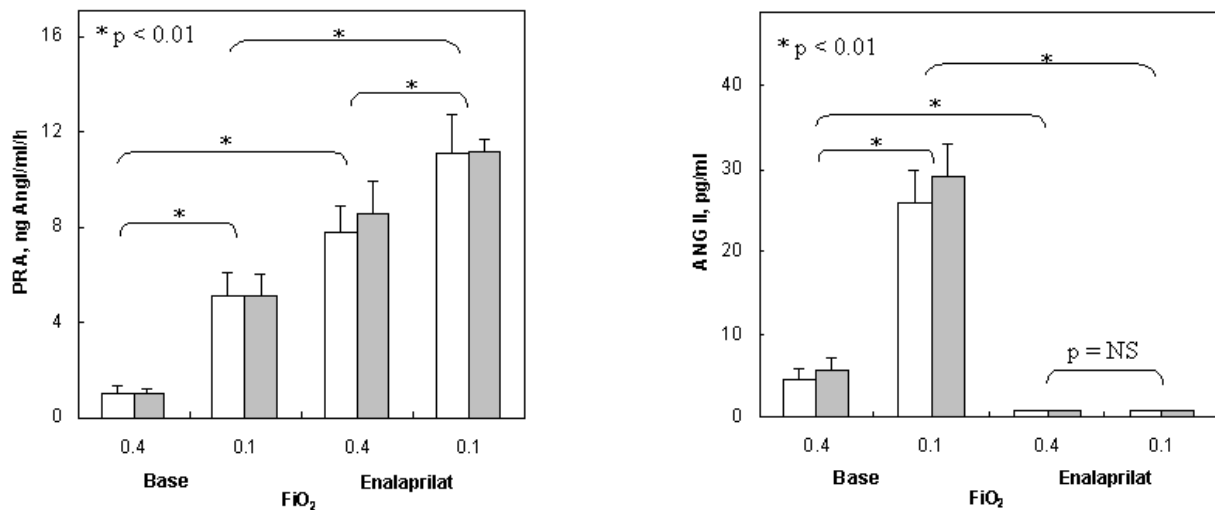 16
* p < 0.01
*
*
12
*
PRA, ng AngI/ml/h
8
*
4
0
0.4 0.1 0.4 0.1
Base Enalaprilat
FiO₂
* p < 0.01
40
*
*
*
30
ANG II, pg/ml
20
10
p = NS
0
0.4 0.1 0.4 0.1
Base Enalaprilat
FiO₂